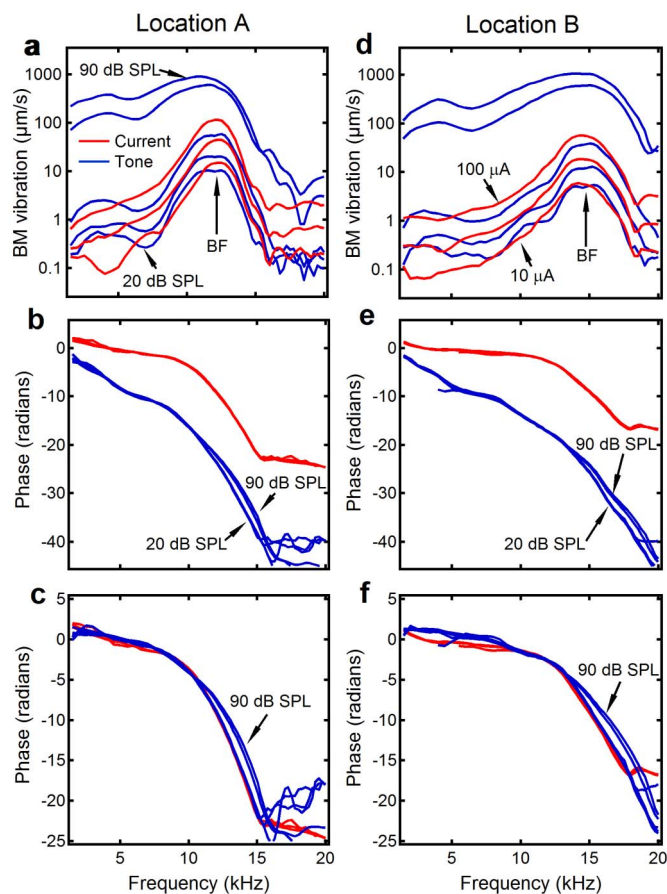 Location A
Location B
a
BM vibration (µm/s)
1000
100
10
1
0.1
90 dB SPL
Current
Tone
BF
20 dB SPL
d
BM vibration (µm/s)
1000
100
10
1
0.1
100 µA
10 µA
BF
b
Phase (radians)
0
-10
-20
-30
-40
90 dB SPL
20 dB SPL
e
Phase (radians)
0
-10
-20
-30
-40
90 dB SPL
20 dB SPL
c
Phase (radians)
5
0
-5
-10
-15
-20
-25
90 dB SPL
5 10 15 20
Frequency (kHz)
f
Phase (radians)
5
0
-5
-10
-15
-20
-25
90 dB SPL
5 10 15 20
Frequency (kHz)